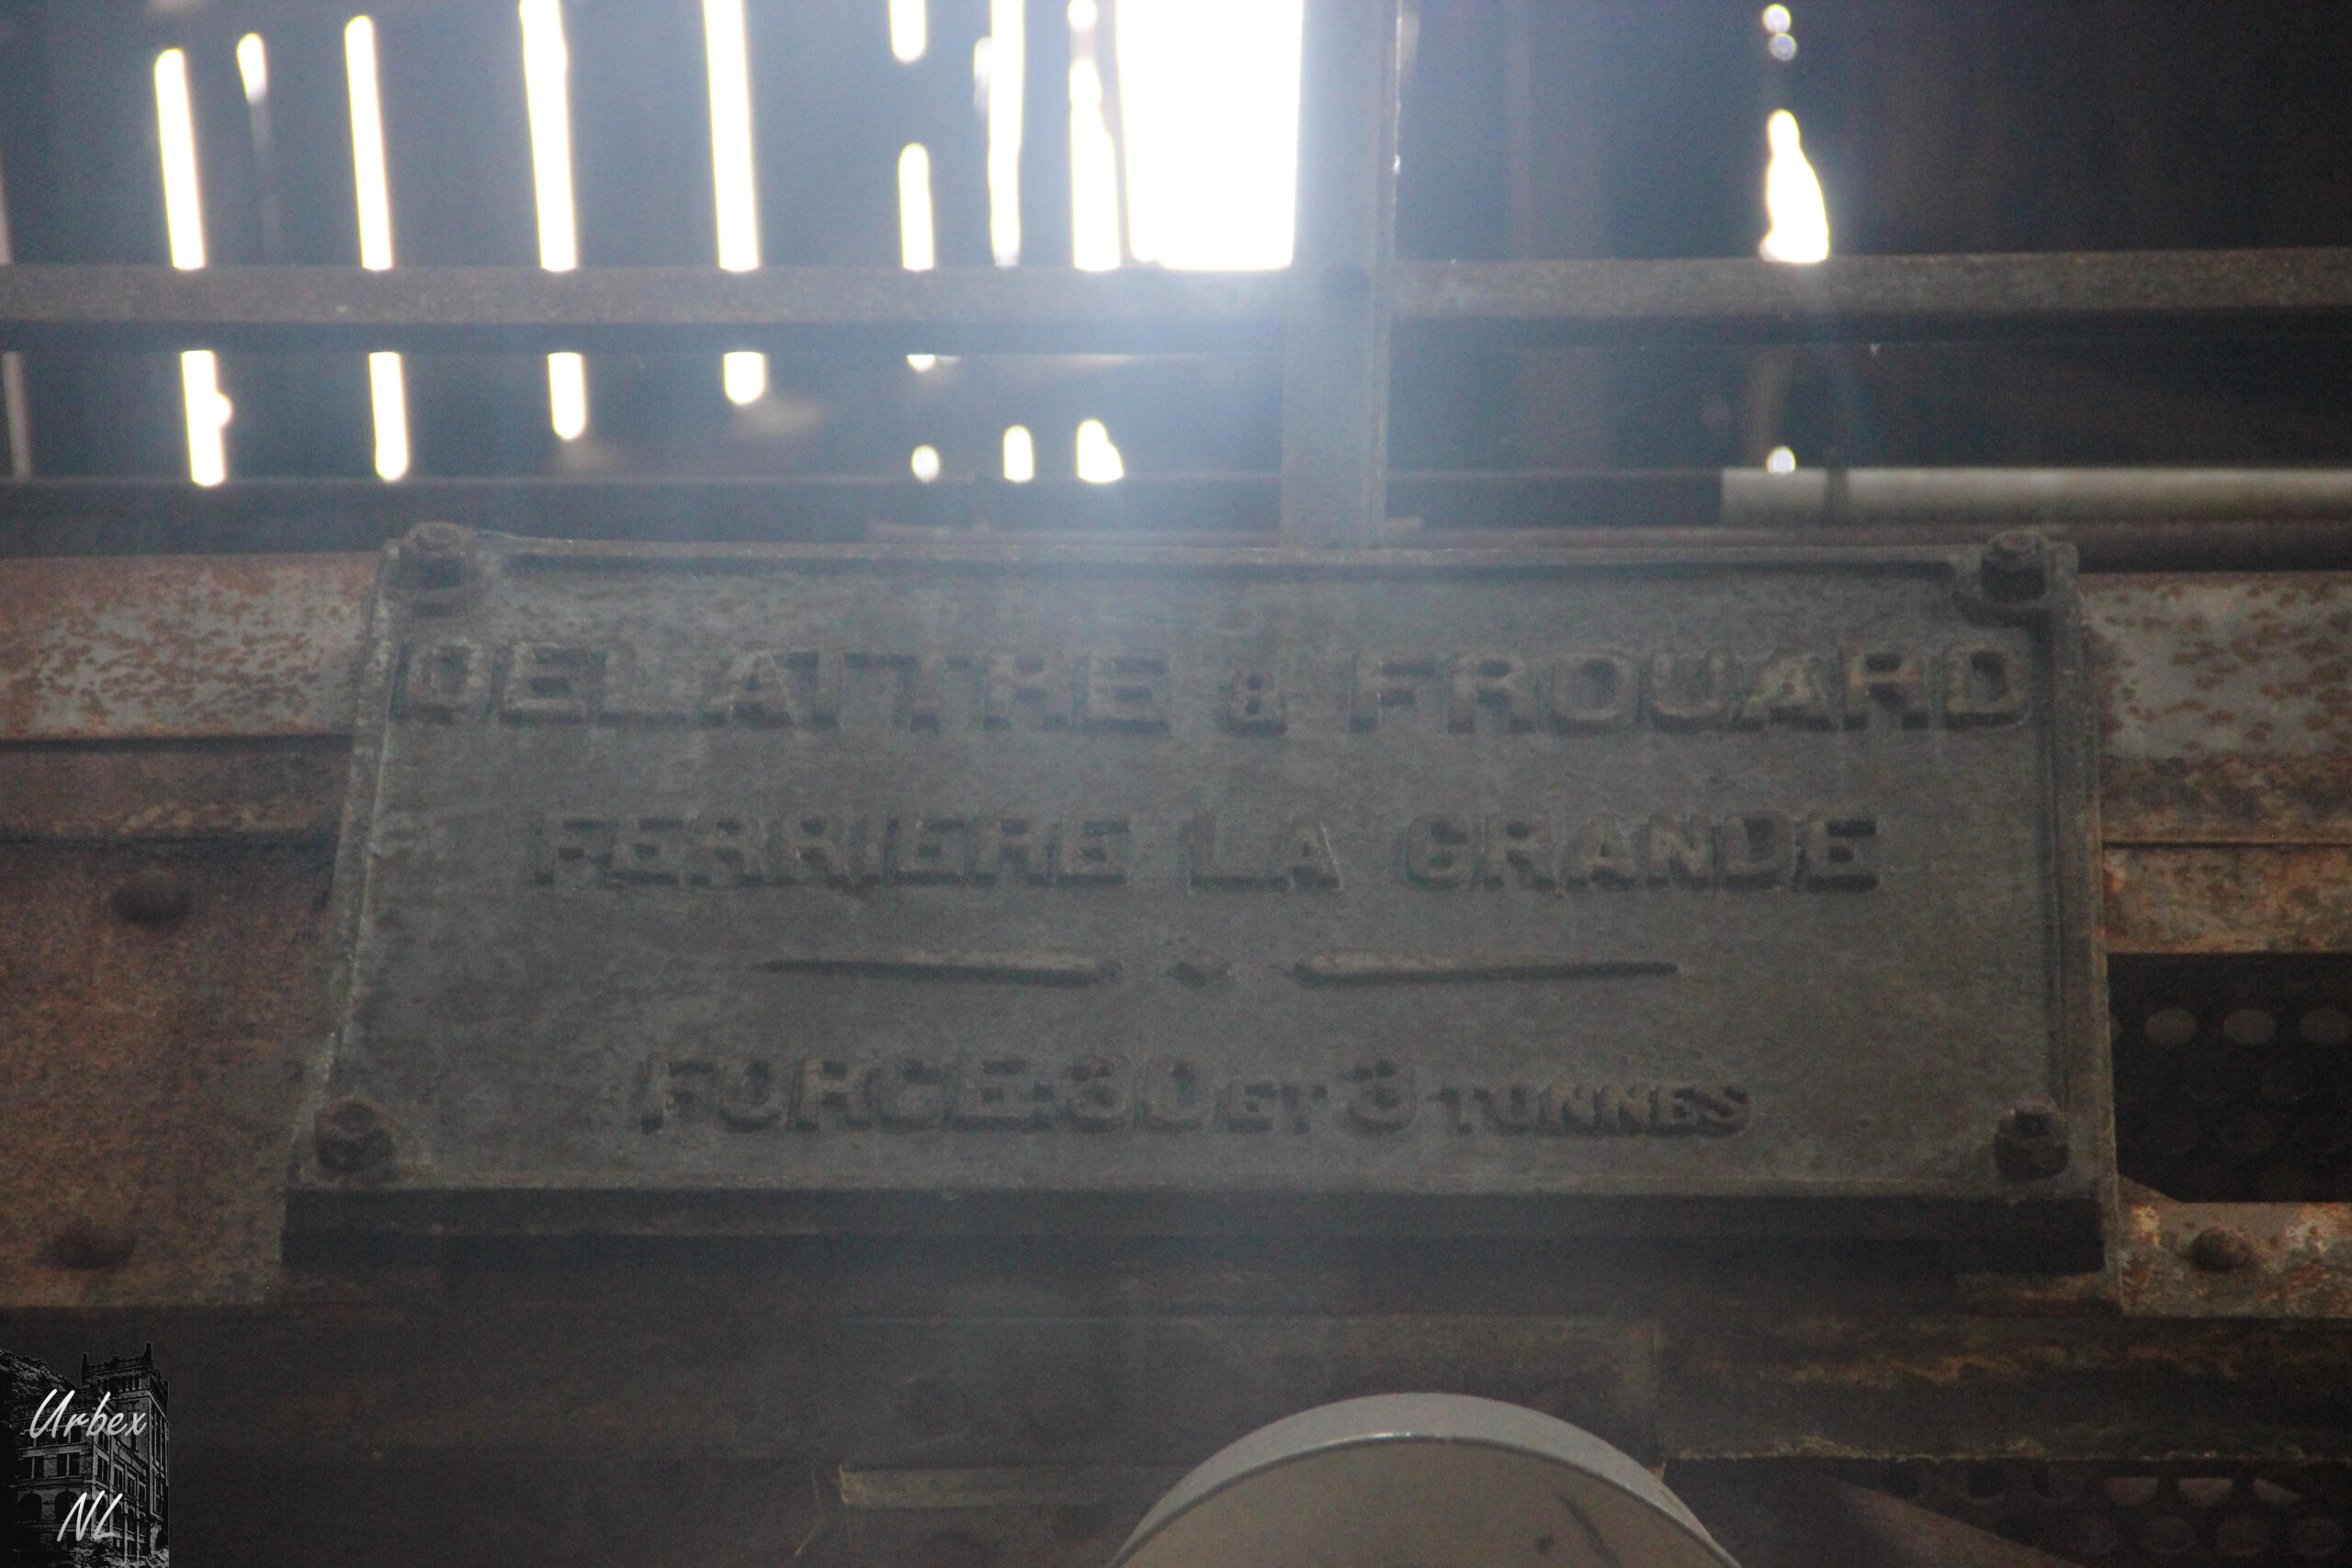 DELATTRE & FROUARD
FERRIERE LA GRANDE
FORCE:30 ET 3 TONNES
Urbex
NL